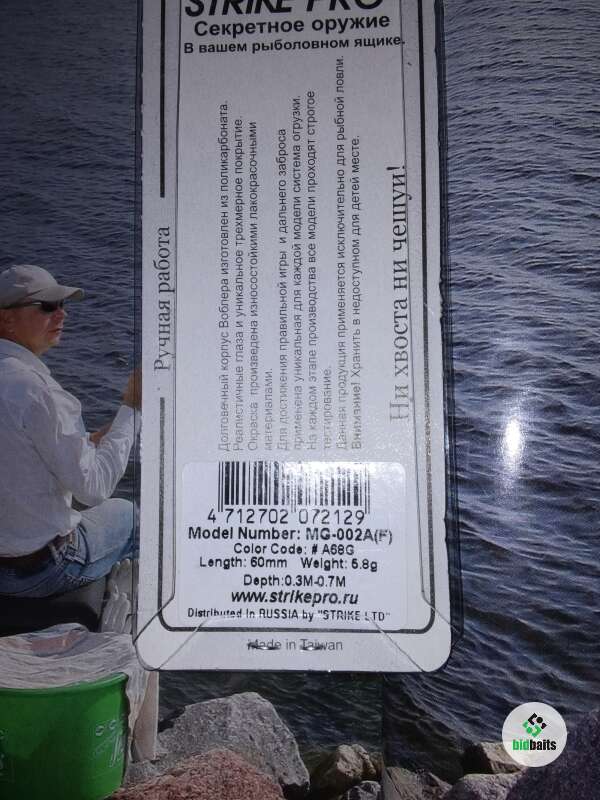 STRIKE PRO
Секретное оружие
В вашем рыболовном ящике.
Ручная работа
Долговечный корпус Воблера изготовлен из поликарбоната.
Реалистичные глаза и уникальное трехмерное покрытие.
Окраска произведена износостойкими лакокрасочными
материалами.
Для достижения правильной игры и дальнего заброса
применена уникальная для каждой модели система огрузки.
На каждом этапе производства все модели проходят строгое
тестирование.
Данная продукция применяется исключительно для рыбной ловли.
Внимание! Хранить в недоступном для детей месте.
Ни хвоста ни чешуи!
4 712702 072129
Model Number: MG-002A(F)
Color Code: # A68G
Length: 60mm Weight: 5.8g
Depth:0.3M-0.7M
www.strikepro.ru
Distributed in RUSSIA by "STRIKE LTD"
Made in Taiwan
bidbaits